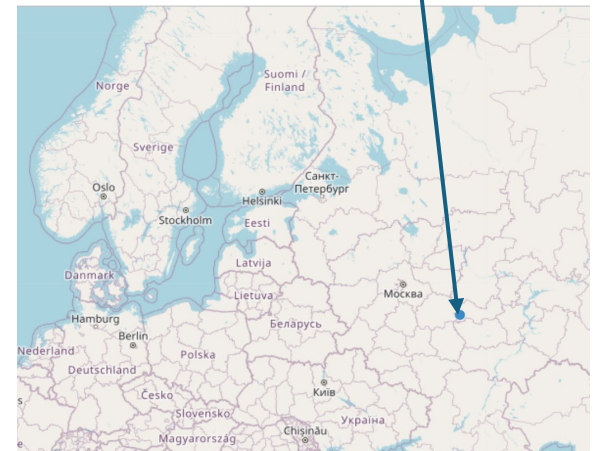 Suomi /
Finland
Norge
Sverige
Санкт-
Петербург
Oslo
Helsinki
Stockholm
Eesti
Latvija
Danmark
Москва
Lietuva
Hamburg
Беларусь
Berlin
Nederland
Polska
Deutschland
Київ
Česko
Slovensko
Україна
Chișinău
Magyarország